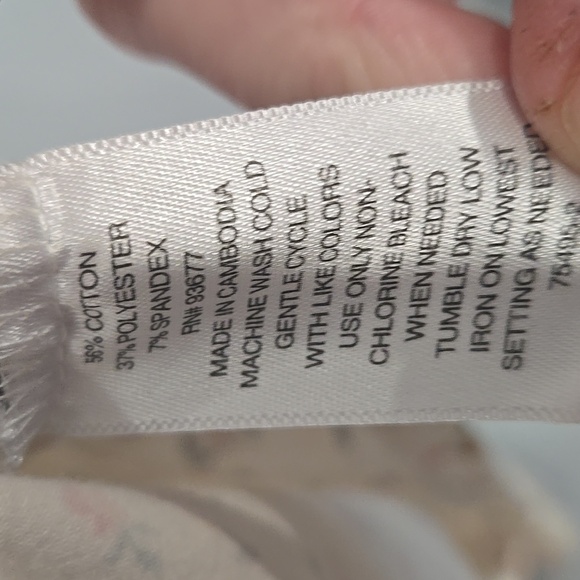 56% COTTON
37% POLYESTER
7% SPANDEX
RN# 93677
MADE IN CAMBODIA
MACHINE WASH COLD
GENTLE CYCLE
WITH LIKE COLORS
USE ONLY NON-
CHLORINE BLEACH
WHEN NEEDED
TUMBLE DRY LOW
IRON ON LOWEST
SETTING AS NEEDED